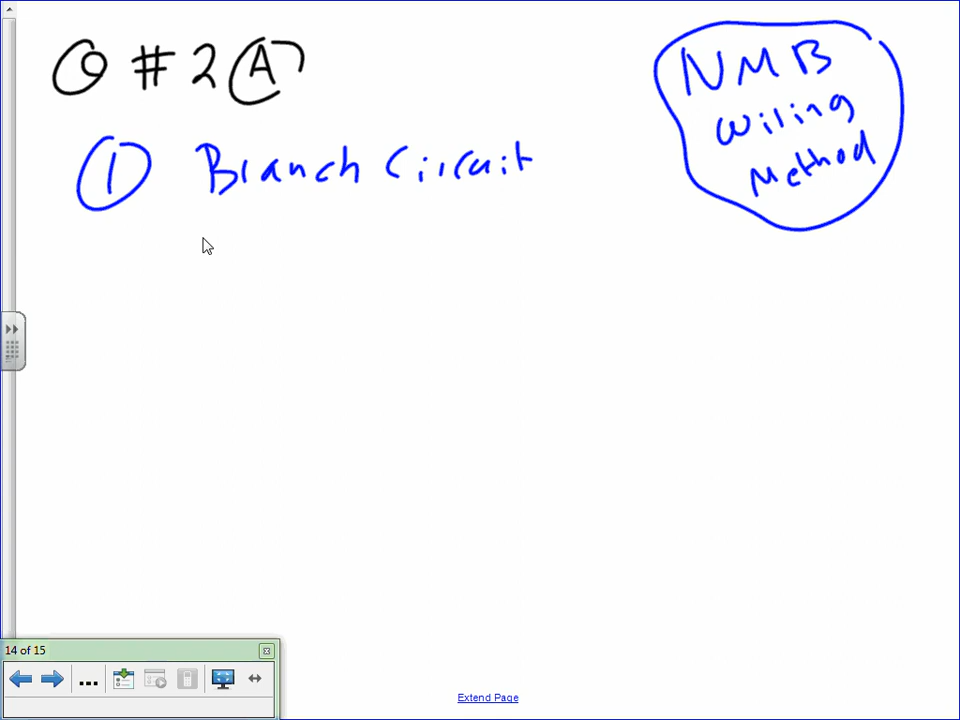 Q # 2 A
NMB
Wiring
Method
1 Branch Circuit
14 of 15
...
Extend Page